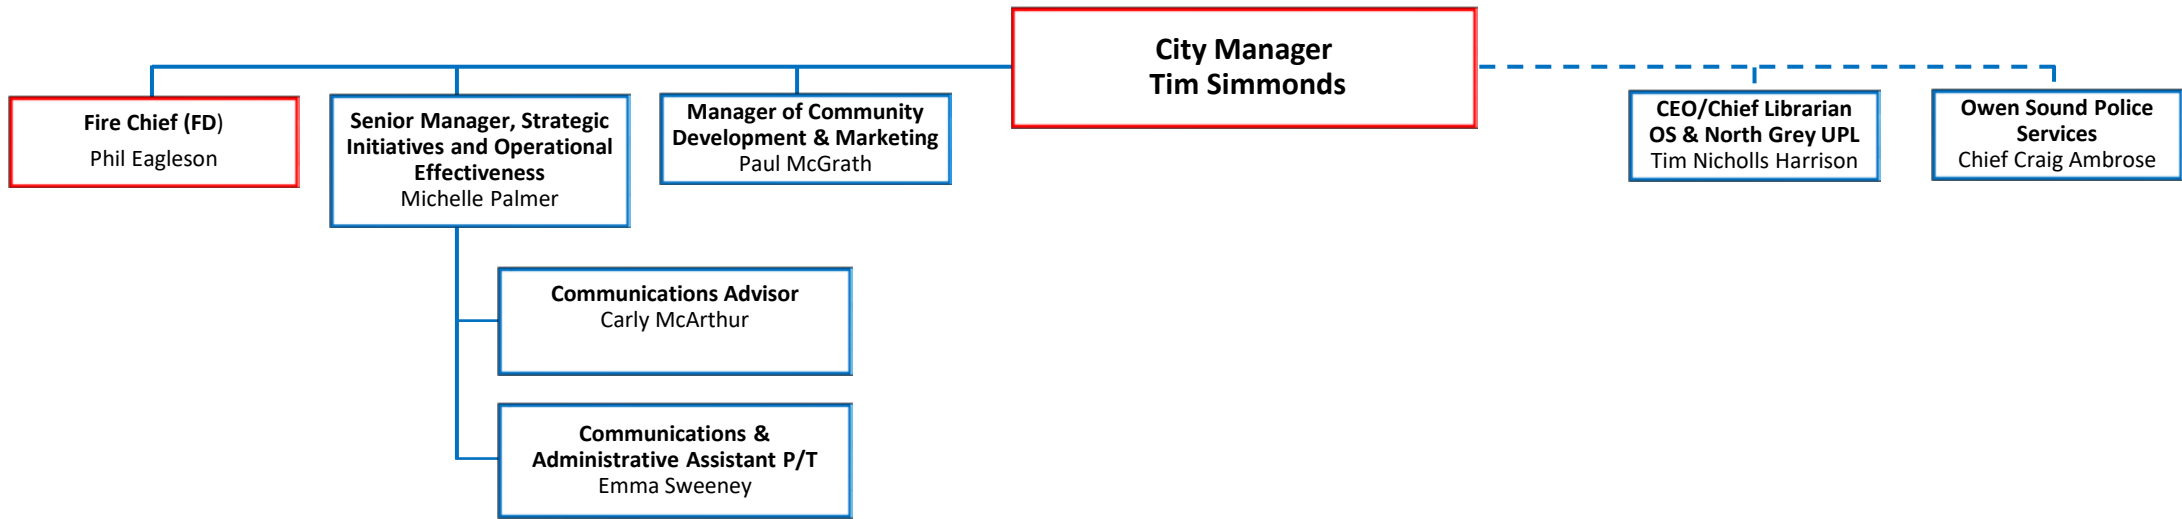 City Manager
Tim Simmonds
Fire Chief (FD)
Phil Eagleson
Senior Manager, Strategic
Initiatives and Operational
Effectiveness
Michelle Palmer
Manager of Community
Development & Marketing
Paul McGrath
CEO/Chief Librarian
OS & North Grey UPL
Tim Nicholls Harrison
Owen Sound Police
Services
Chief Craig Ambrose
Communications Advisor
Carly McArthur
Communications &
Administrative Assistant P/T
Emma Sweeney